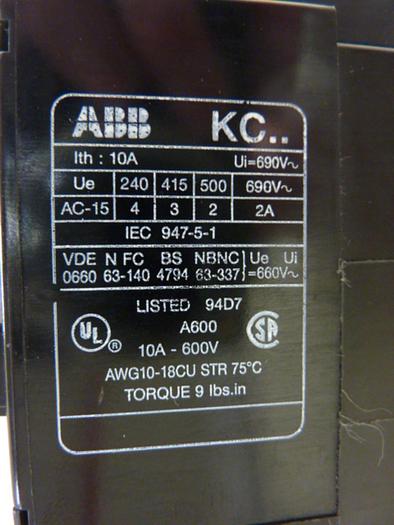 ABB KC..
Ith : 10A Ui=690V~
Ue 240 415 500 690V~
AC-15 4 3 2 2A
IEC 947-5-1
VDE N FC BS NBNC Ue Ui
0660 63-140 4794 63-337 }=660V~
LISTED 94D7
UL ® A600 SA
10A - 600V
AWG10-18CU STR 75°C
TORQUE 9 lbs.in